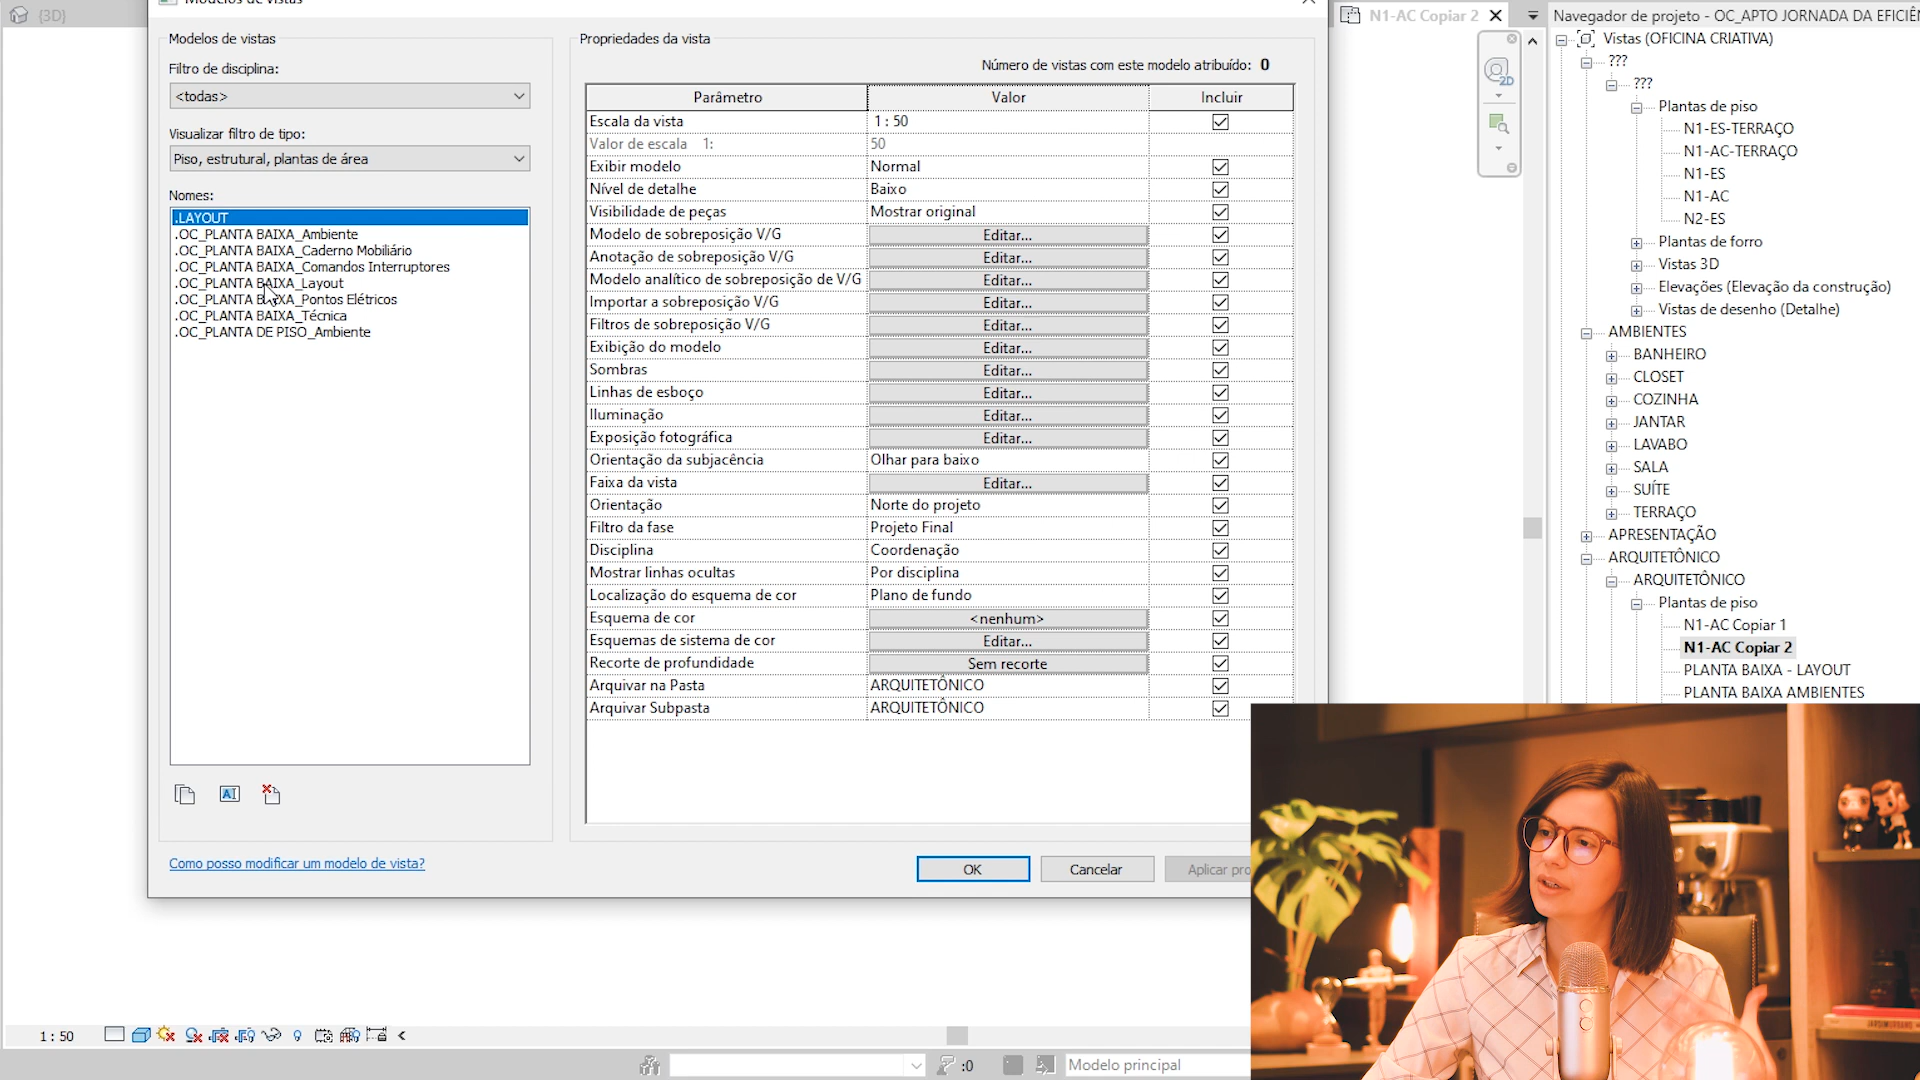 {3D}
Modelos de vistas
Modelos de vistas
Filtro de disciplina:
<todas>
Visualizar filtro de tipo:
Piso, estrutural, plantas de área
Nomes:
.LAYOUT
.OC_PLANTA BAIXA_Ambiente
.OC_PLANTA BAIXA_Caderno Mobiliário
.OC_PLANTA BAIXA_Comandos Interruptores
.OC_PLANTA BAIXA_Layout
.OC_PLANTA BAIXA_Pontos Elétricos
.OC_PLANTA BAIXA_Técnica
.OC_PLANTA DE PISO_Ambiente
Como posso modificar um modelo de vista?
Propriedades da vista
Número de vistas com este modelo atribuído: 0
Parâmetro Valor Incluir
Escala da vista 1 : 50
Valor de escala 1: 50
Exibir modelo Normal
Nível de detalhe Baixo
Visibilidade de peças Mostrar original
Modelo de sobreposição V/G Editar...
Anotação de sobreposição V/G Editar...
Modelo analítico de sobreposição de V/G Editar...
Importar a sobreposição V/G Editar...
Filtros de sobreposição V/G Editar...
Exibição do modelo Editar...
Sombras Editar...
Linhas de esboço Editar...
Iluminação Editar...
Exposição fotográfica Editar...
Orientação da subjacência Olhar para baixo
Faixa da vista Editar...
Orientação Norte do projeto
Filtro da fase Projeto Final
Disciplina Coordenação
Mostrar linhas ocultas Por disciplina
Localização do esquema de cor Plano de fundo
Esquema de cor <nenhum>
Esquemas de sistema de cor Editar...
Recorte de profundidade Sem recorte
Arquivar na Pasta ARQUITETÔNICO
Arquivar Subpasta ARQUITETÔNICO
OK Cancelar Aplicar pro
N1-AC Copiar 2
2D
Navegador de projeto - OC_APTO JORNADA DA EFICIÊN
Vistas (OFICINA CRIATIVA)
???
???
Plantas de piso
N1-ES-TERRAÇO
N1-AC-TERRAÇO
N1-ES
N1-AC
N2-ES
Plantas de forro
Vistas 3D
Elevações (Elevação da construção)
Vistas de desenho (Detalhe)
AMBIENTES
BANHEIRO
CLOSET
COZINHA
JANTAR
LAVABO
SALA
SUÍTE
TERRAÇO
APRESENTAÇÃO
ARQUITETÔNICO
ARQUITETÔNICO
Plantas de piso
N1-AC Copiar 1
N1-AC Copiar 2
PLANTA BAIXA - LAYOUT
PLANTA BAIXA AMBIENTES
1 : 50
:0
Modelo principal